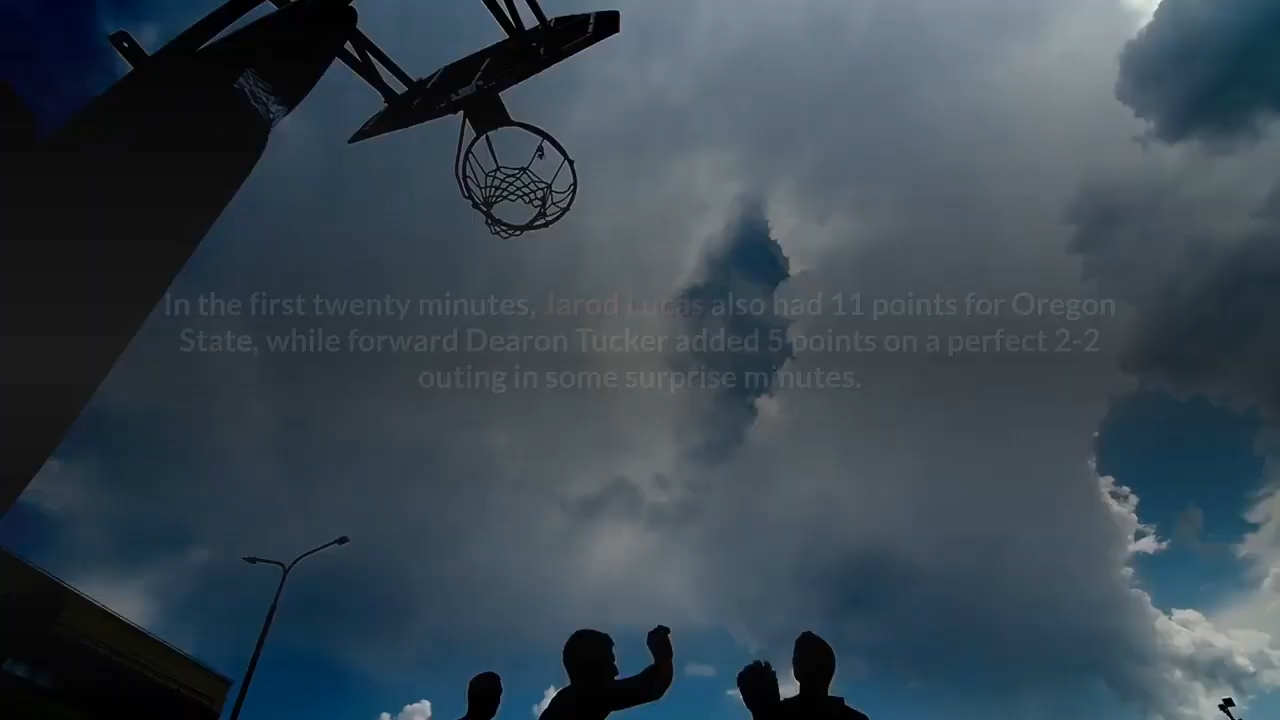 In the first twenty minutes, Jarod Lucas also had 11 points for Oregon
State, while forward Dearon Tucker added 5 points on a perfect 2-2
outing in some surprise minutes.